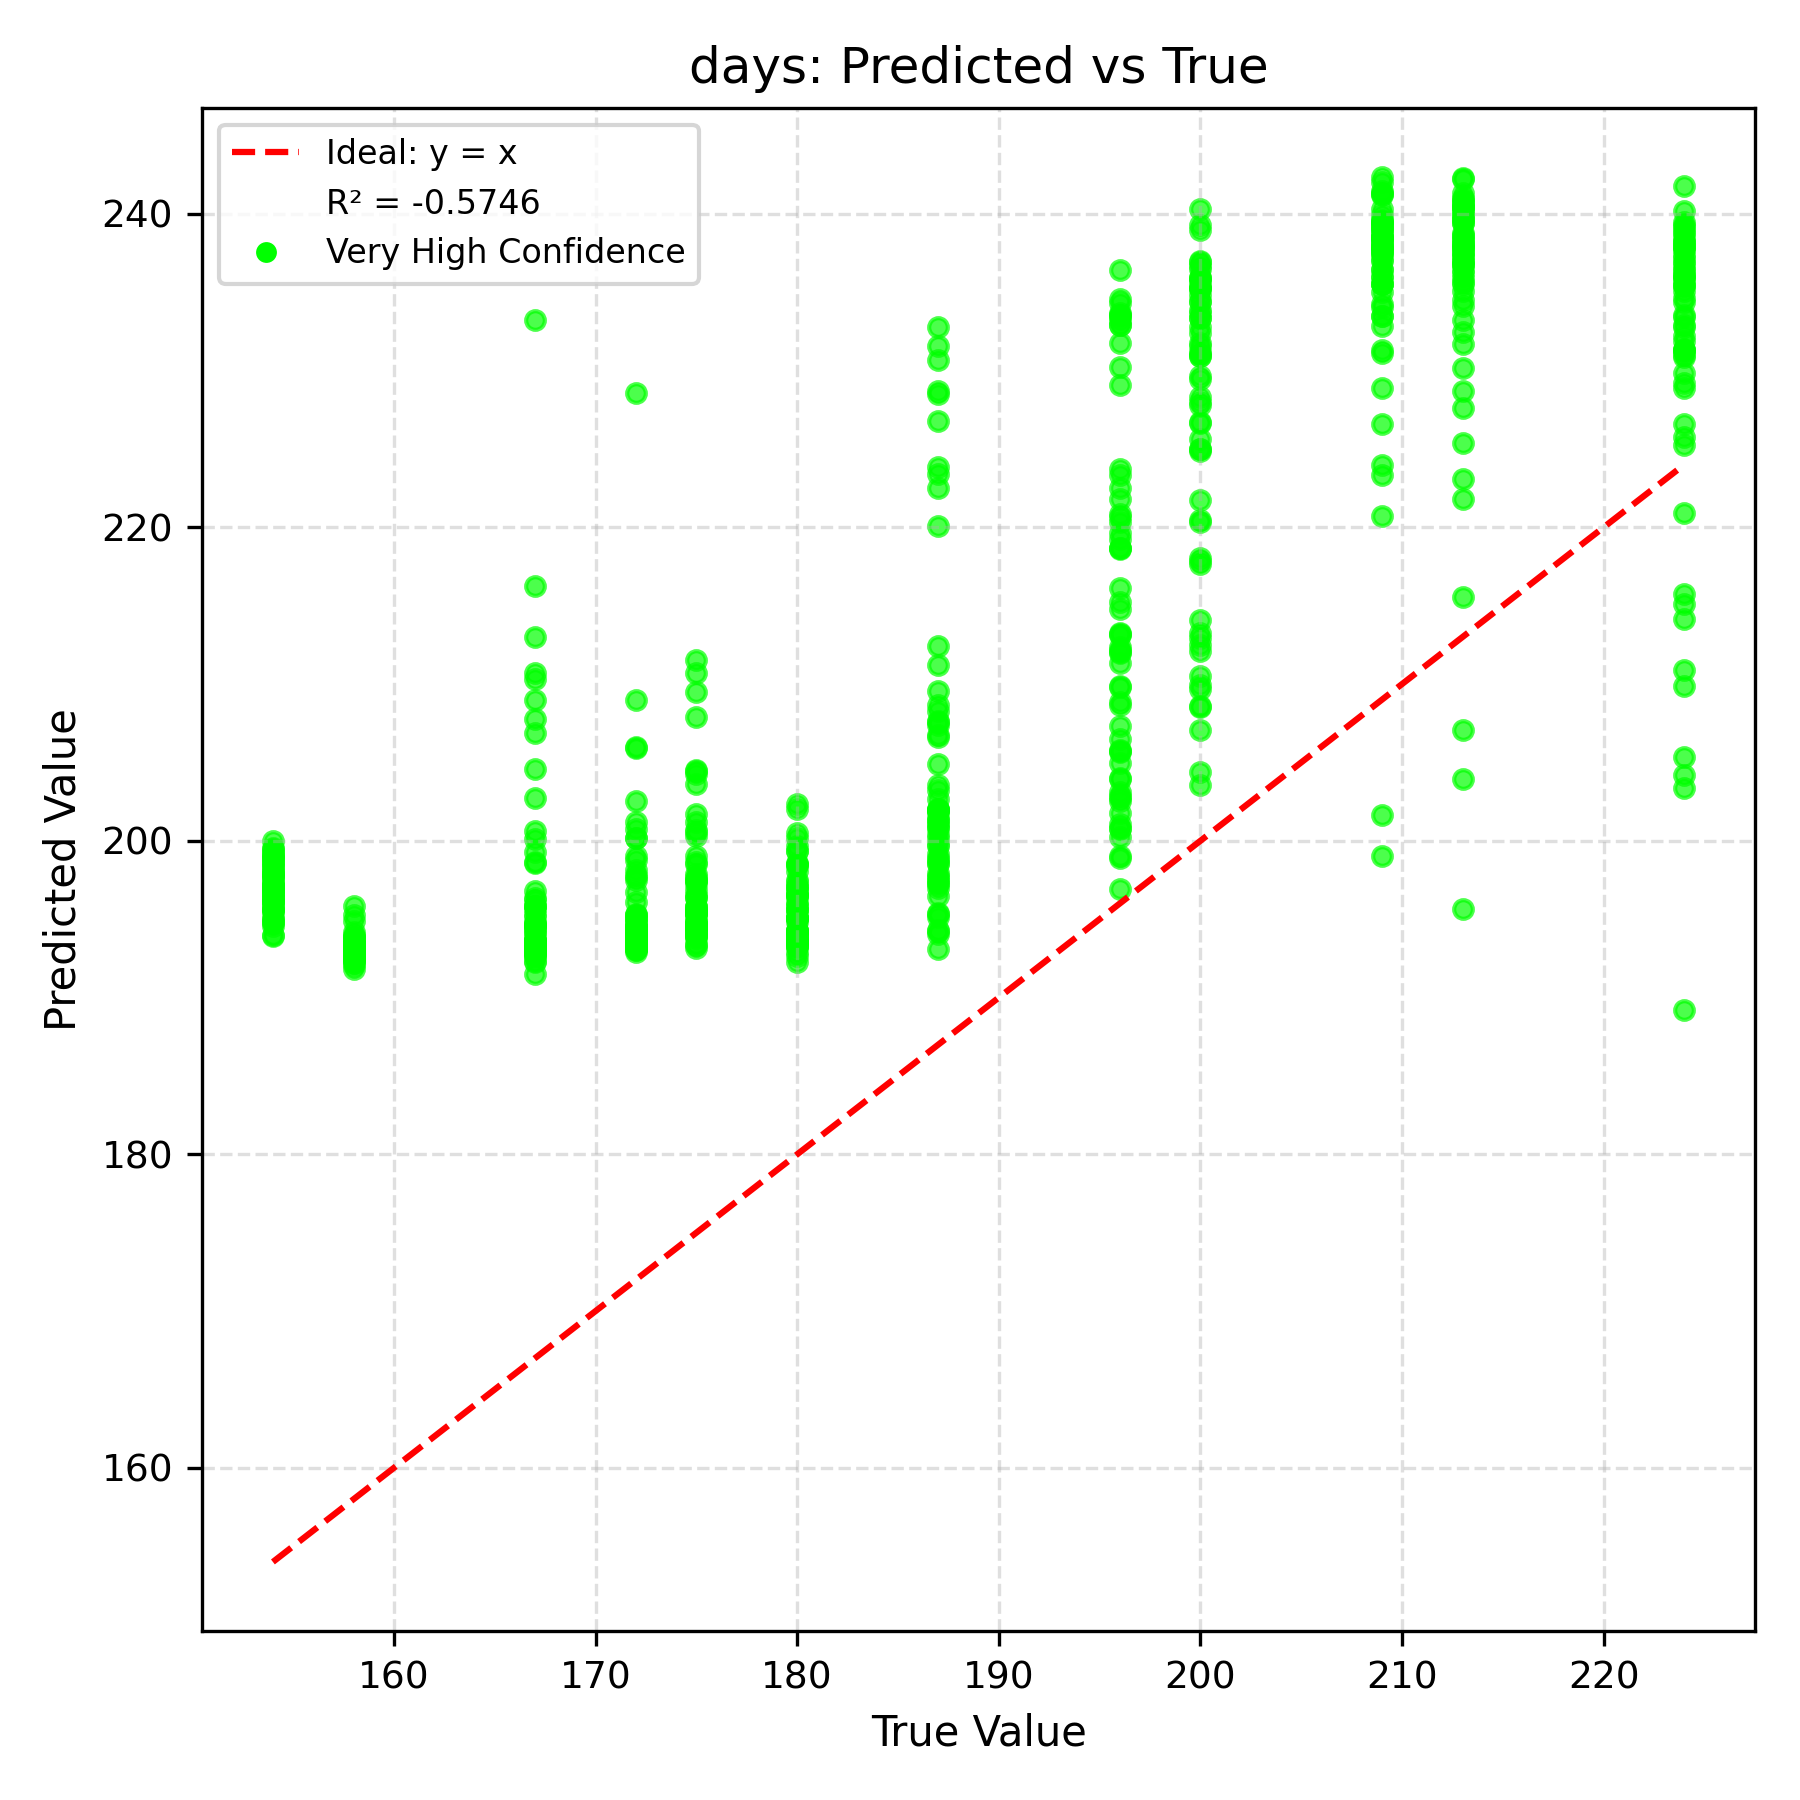 days: Predicted vs True
Ideal: y = x
R² = -0.5746
Very High Confidence
240
220
200
180
160
Predicted Value
160 170 180 190 200 210 220
True Value